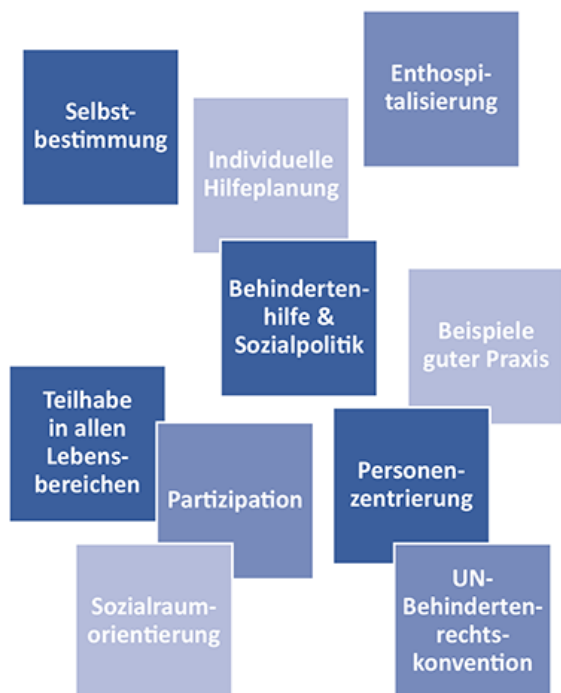 Selbst-
bestimmung
Enthospi-
talisierung
Individuelle
Hilfeplanung
Behinderten-
hilfe &
Sozialpolitik
Beispiele
guter Praxis
Teilhabe
in allen
Lebens-
bereichen
Partizipation
Personen-
zentrierung
Sozialraum-
orientierung
UN-
Behinderten-
rechts-
konvention